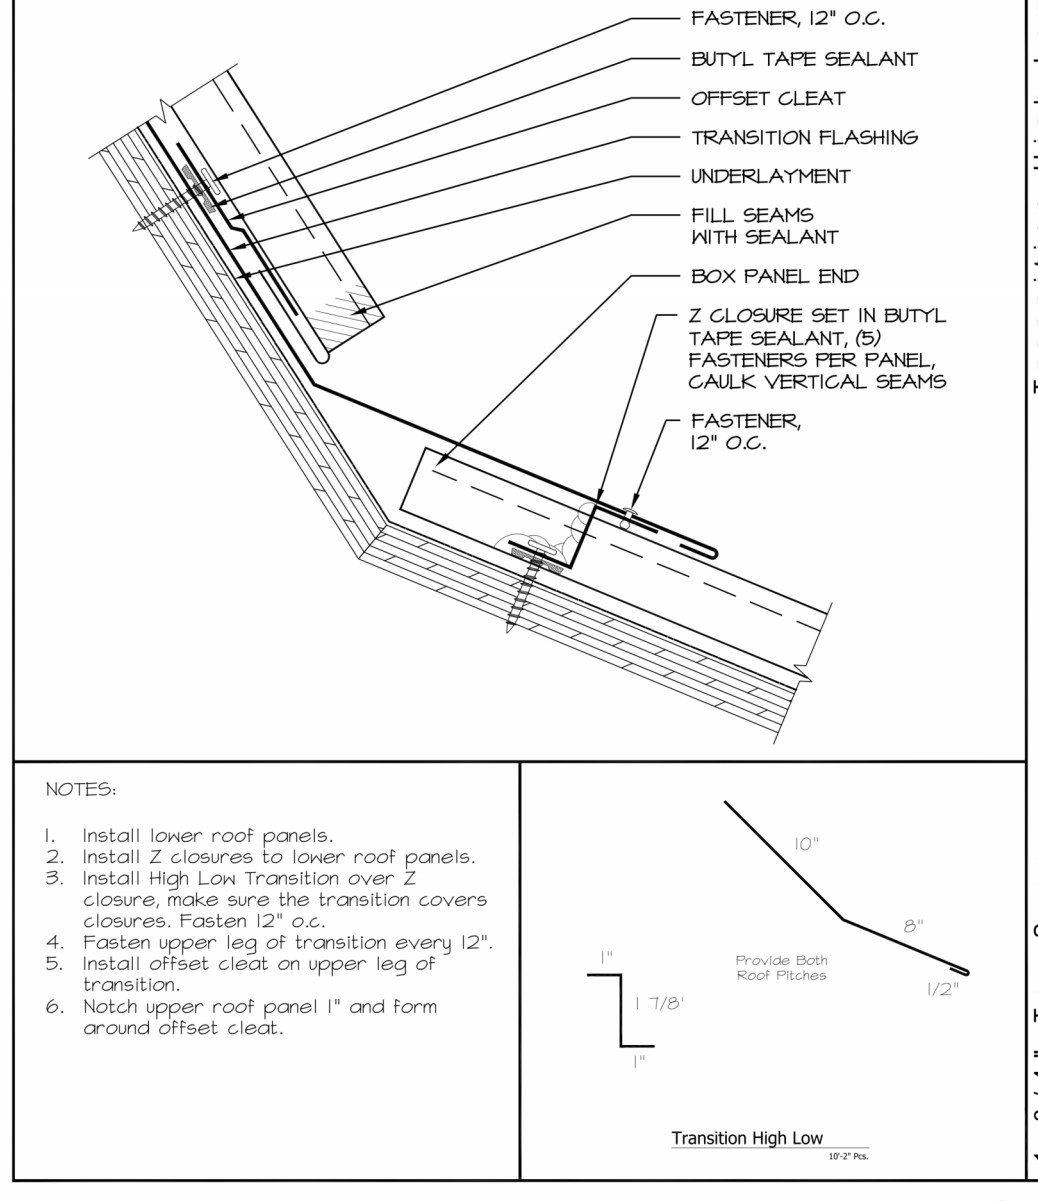 FASTENER, 12" O.C.
BUTYL TAPE SEALANT
OFFSET CLEAT
TRANSITION FLASHING
UNDERLAYMENT
FILL SEAMS
WITH SEALANT
BOX PANEL END
Z CLOSURE SET IN BUTYL
TAPE SEALANT, (5)
FASTENERS PER PANEL,
CAULK VERTICAL SEAMS
FASTENER,
12" O.C.
NOTES:
1. Install lower roof panels.
2. Install Z closures to lower roof panels.
3. Install High Low Transition over Z
closure, make sure the transition covers
closures. Fasten 12" o.c.
4. Fasten upper leg of transition every 12".
5. Install offset cleat on upper leg of
transition.
6. Notch upper roof panel 1" and form
around offset cleat.
10"
8"
1/2"
Provide Both
Roof Pitches
1"
1 7/8'
1"
Transition High Low
10'-2" Pcs.